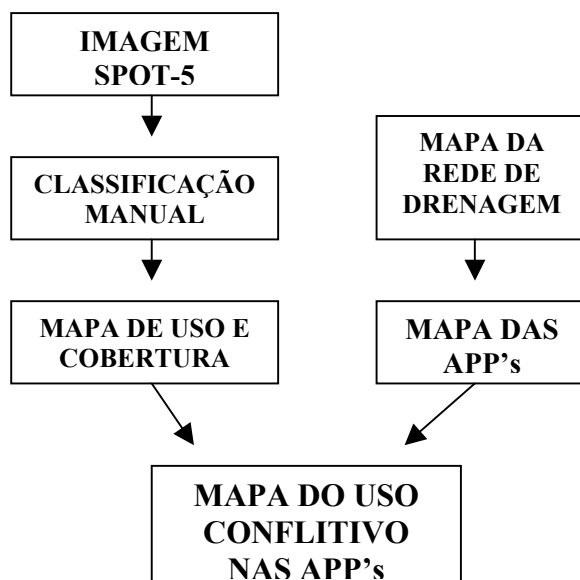 IMAGEM
SPOT-5
CLASSIFICAÇÃO
MANUAL
MAPA DE USO E
COBERTURA
MAPA DA
REDE DE
DRENAGEM
MAPA DAS
APP's
MAPA DO USO
CONFLITIVO
NAS APP's